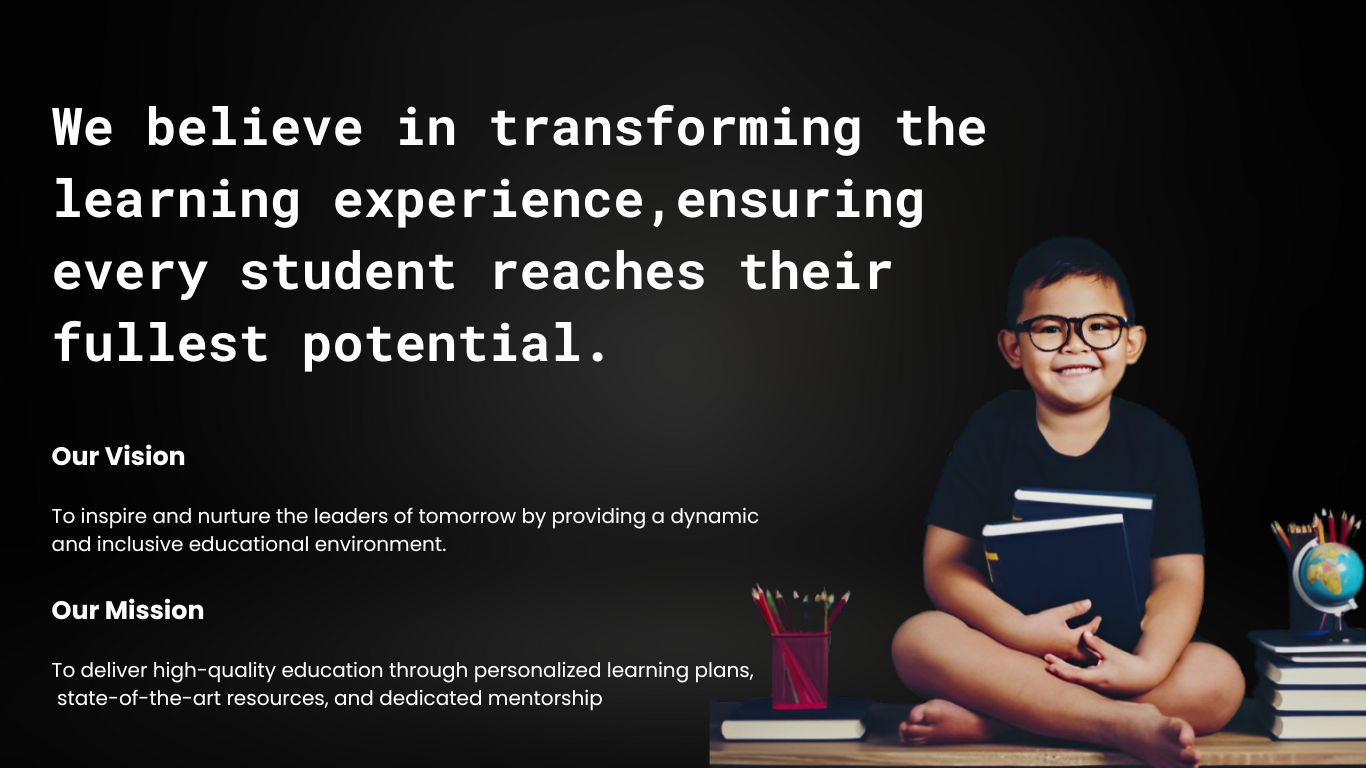 We believe in transforming the
learning experience,ensuring
every student reaches their
fullest potential.
Our Vision
To inspire and nurture the leaders of tomorrow by providing a dynamic
and inclusive educational environment.
Our Mission
To deliver high-quality education through personalized learning plans,
state-of-the-art resources, and dedicated mentorship